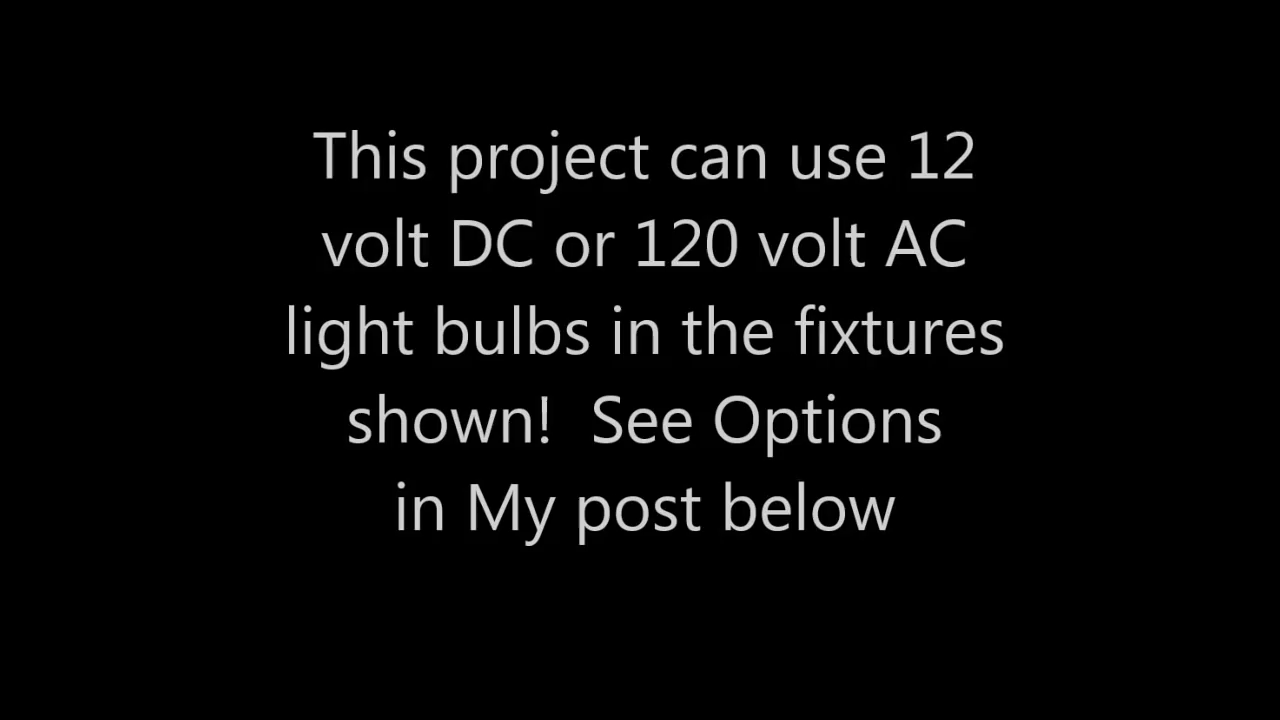 This project can use 12
volt DC or 120 volt AC
light bulbs in the fixtures
shown!  See Options
in My post below